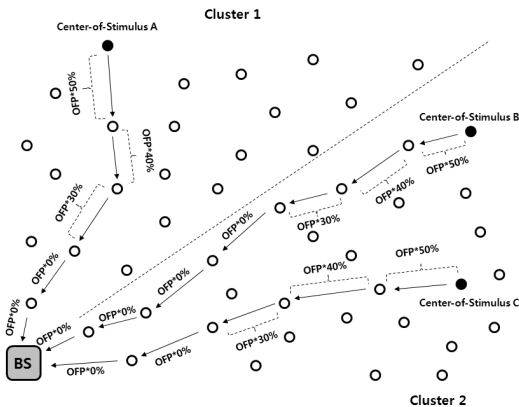 Cluster 1
Center-of-Stimulus A
OFP*50%
OFP*40%
OFP*30%
OFP*0%
OFP*0%
Center-of-Stimulus B
OFP*50%
OFP*40%
OFP*30%
OFP*0%
OFP*0%
OFP*0%
OFP*0%
Center-of-Stimulus C
OFP*50%
OFP*40%
OFP*30%
OFP*0%
OFP*0%
BS
Cluster 2